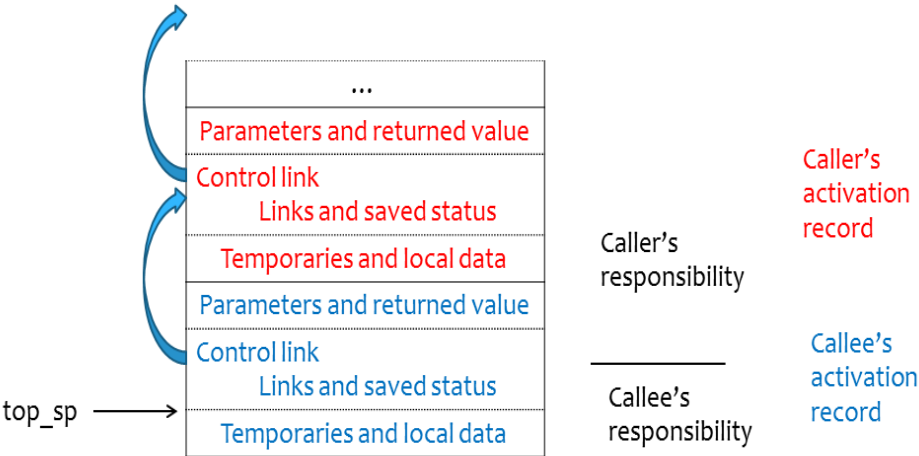 ...
Parameters and returned value
Control link
Links and saved status
Temporaries and local data
Parameters and returned value
Control link
Links and saved status
Temporaries and local data
top_sp
Caller's
responsibility
Callee's
responsibility
Caller's
activation
record
Callee's
activation
record